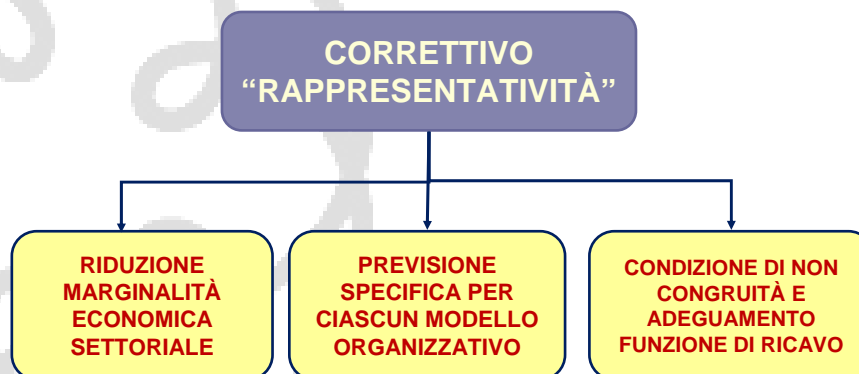 CORRETTIVO
“RAPPRESENTATIVITÀ”
RIDUZIONE
MARGINALITÀ
ECONOMICA
SETTORIALE
PREVISIONE
SPECIFICA PER
CIASCUN MODELLO
ORGANIZZATIVO
CONDIZIONE DI NON
CONGRUITÀ E
ADEGUAMENTO
FUNZIONE DI RICAVO